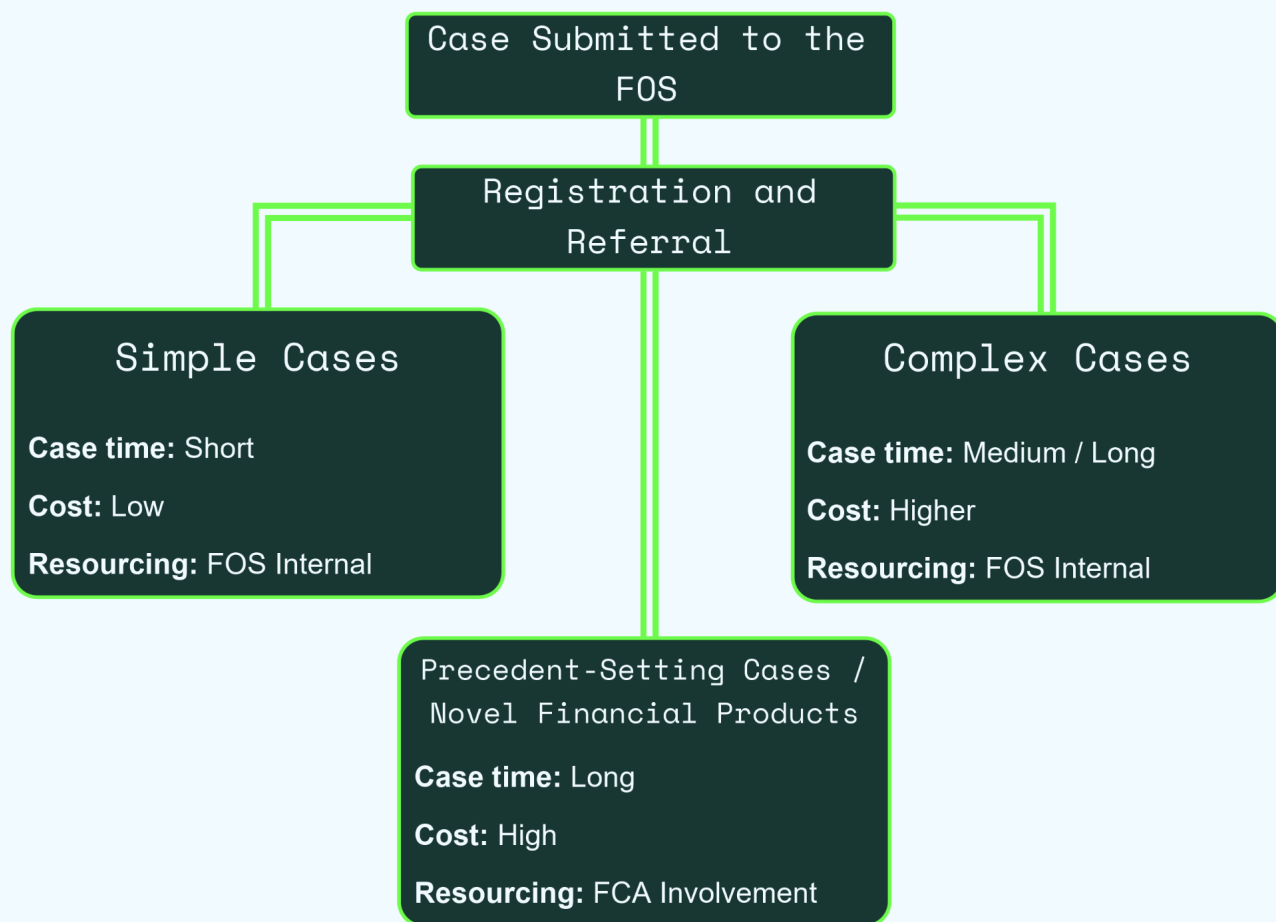 Case Submitted to the
FOS
Registration and
Referral
Simple Cases
Case time: Short
Cost: Low
Resourcing: FOS Internal
Complex Cases
Case time: Medium / Long
Cost: Higher
Resourcing: FOS Internal
Precedent-Setting Cases /
Novel Financial Products
Case time: Long
Cost: High
Resourcing: FCA Involvement